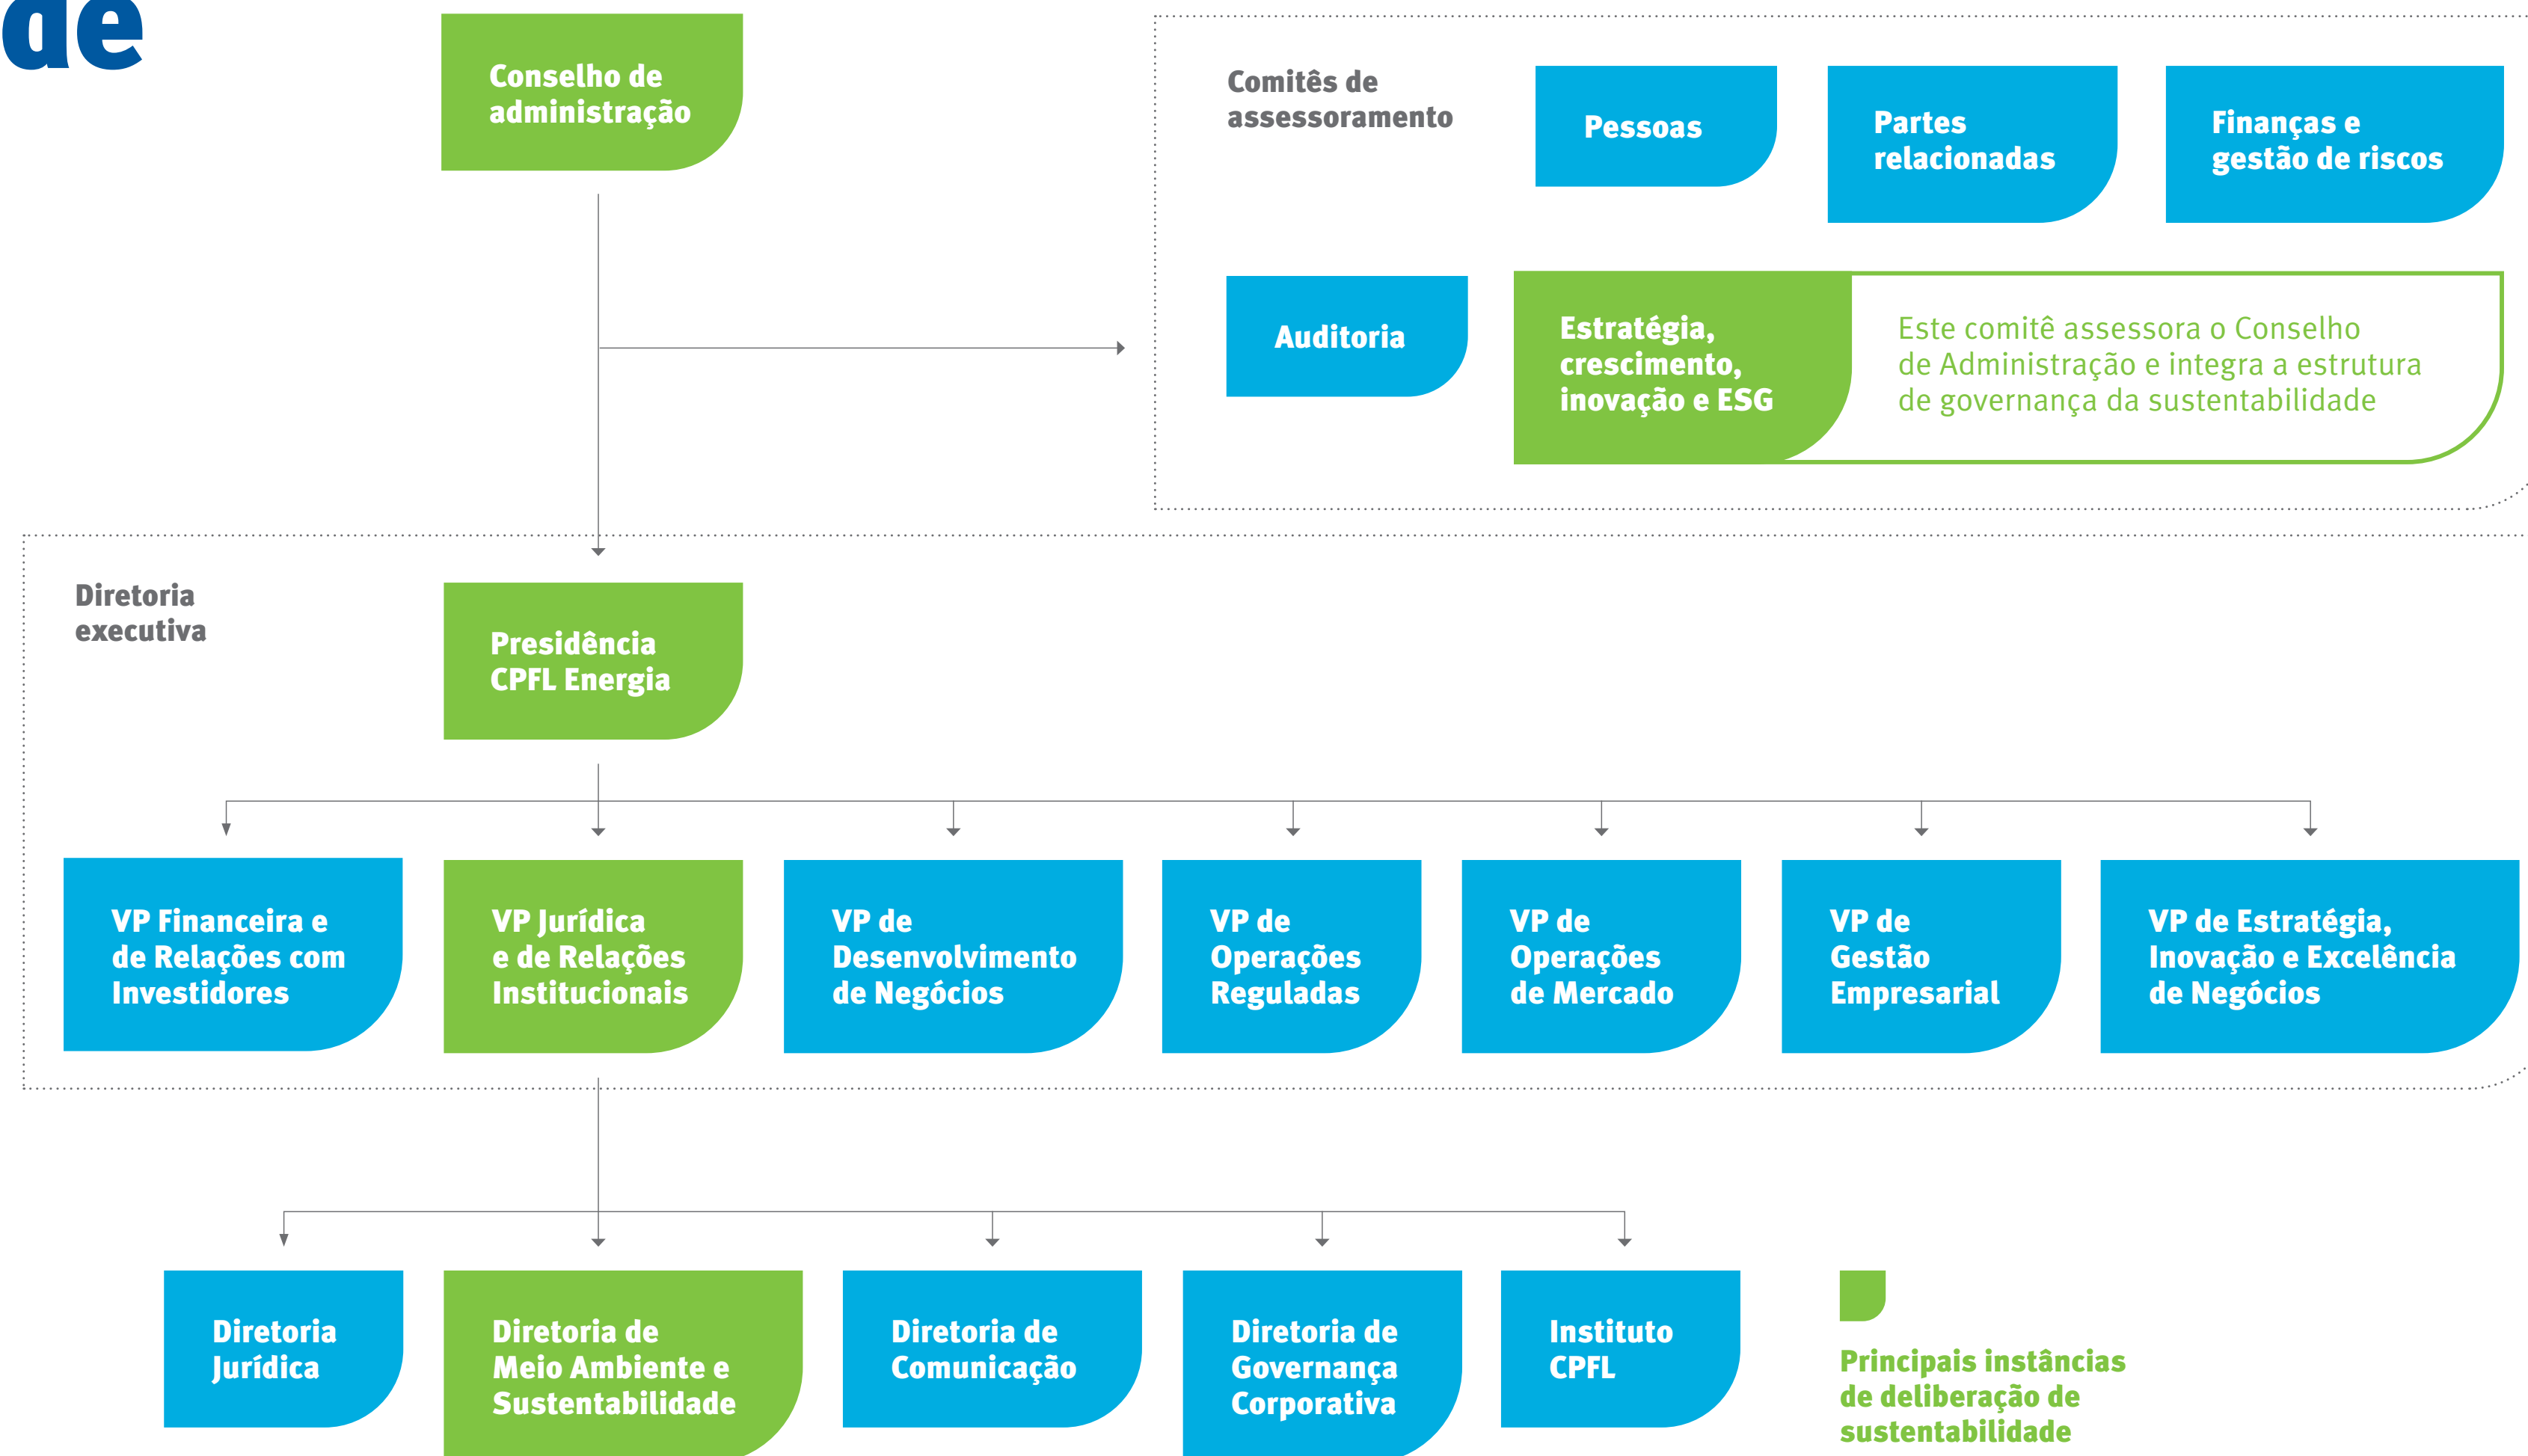 de
Conselho de
administração
Comitês de
assessoramento
Pessoas
Partes
relacionadas
Finanças e
gestão de riscos
Auditoria
Estratégia,
crescimento,
inovação e ESG
Este comitê assessora o Conselho
de Administração e integra a estrutura
de governança da sustentabilidade
Diretoria
executiva
Presidência
CPFL Energia
VP Financeira e
de Relações com
Investidores
VP Jurídica
e de Relações
Institucionais
VP de
Desenvolvimento
de Negócios
VP de
Operações
Reguladas
VP de
Operações
de Mercado
VP de
Gestão
Empresarial
VP de Estratégia,
Inovação e Excelência
de Negócios
Diretoria
Jurídica
Diretoria de
Meio Ambiente e
Sustentabilidade
Diretoria de
Comunicação
Diretoria de
Governança
Corporativa
Instituto
CPFL
Principais instâncias
de deliberação de
sustentabilidade